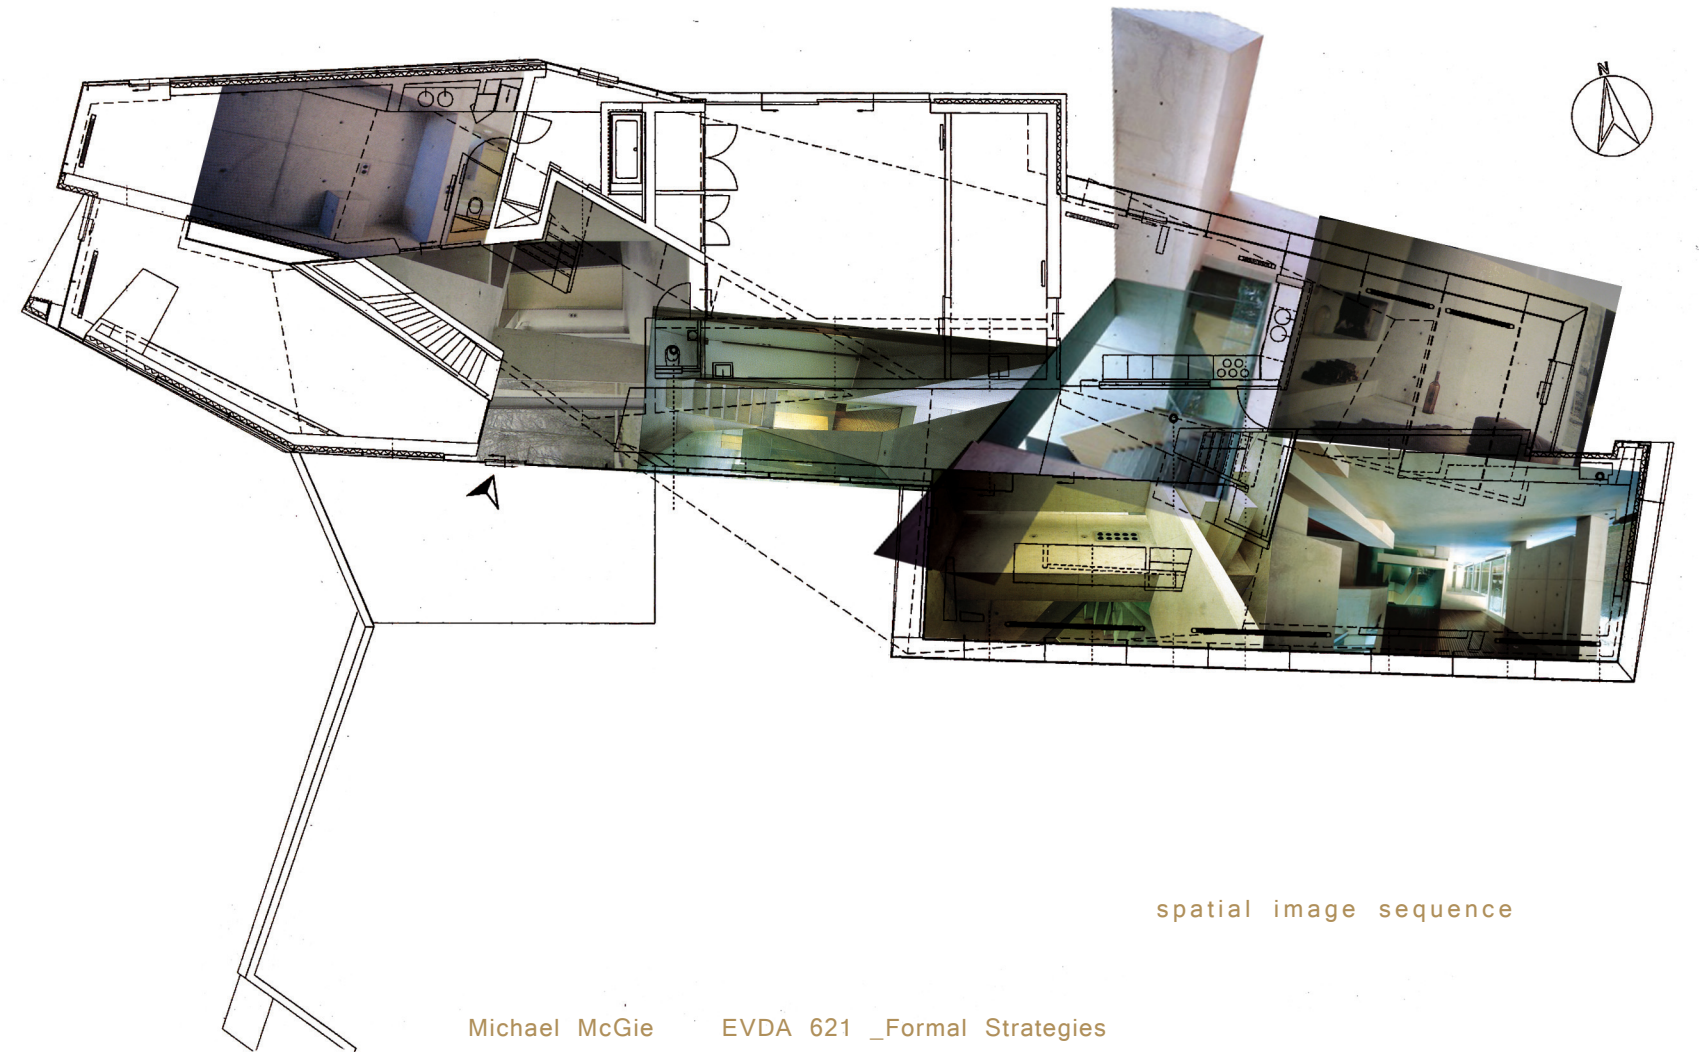 N
spatial image sequence
Michael McGie EVDA 621 _Formal Strategies